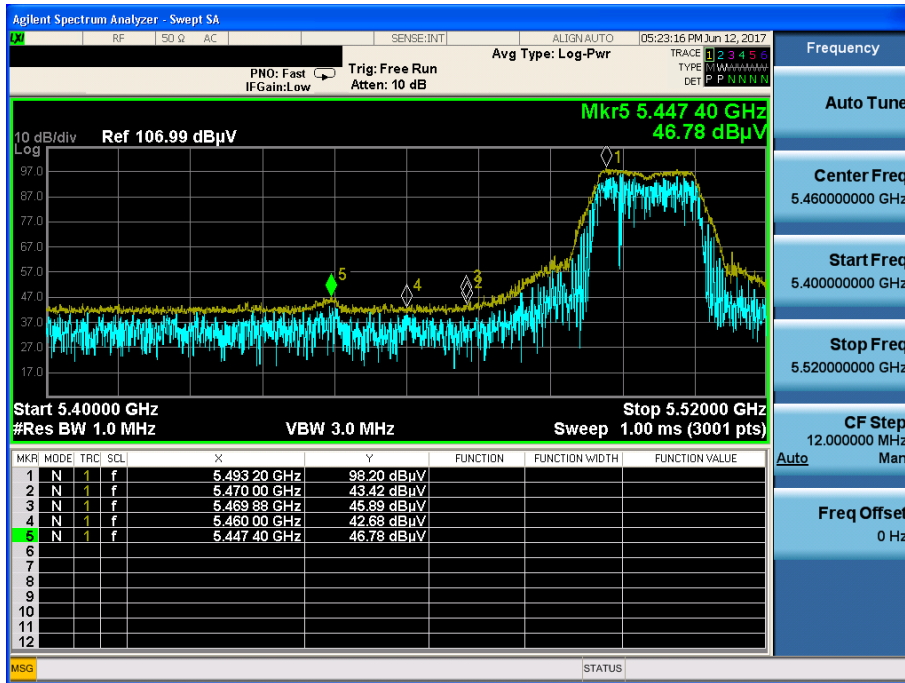 Agilent Spectrum Analyzer - Swept SA
LXI RF 50 Ω AC SENSE:INT ALIGN AUTO 05:23:16 PM Jun 12, 2017
PNO: Fast
IFGain:Low
Trig: Free Run
Atten: 10 dB
Avg Type: Log-Pwr
TRACE 1 2 3 4 5 6
TYPE M W W W W W
DET P P N N N N
Mkr5 5.447 40 GHz
46.78 dBµV
10 dB/div Ref 106.99 dBµV
Log
97.0
87.0
77.0
67.0
57.0
47.0
37.0
27.0
17.0
1
5
4
3
2
Start 5.40000 GHz Stop 5.52000 GHz
#Res BW 1.0 MHz VBW 3.0 MHz Sweep 1.00 ms (3001 pts)
MKR MODE TRC SCL X Y FUNCTION FUNCTION WIDTH FUNCTION VALUE
1 N 1 f 5.493 20 GHz 98.20 dBµV
2 N 1 f 5.470 00 GHz 43.42 dBµV
3 N 1 f 5.469 88 GHz 45.89 dBµV
4 N 1 f 5.460 00 GHz 42.68 dBµV
5 N 1 f 5.447 40 GHz 46.78 dBµV
6
7
8
9
10
11
12
MSG STATUS
Frequency
Auto Tune
Center Freq
5.460000000 GHz
Start Freq
5.400000000 GHz
Stop Freq
5.520000000 GHz
CF Step
12.000000 MHz
Auto Man
Freq Offset
0 Hz